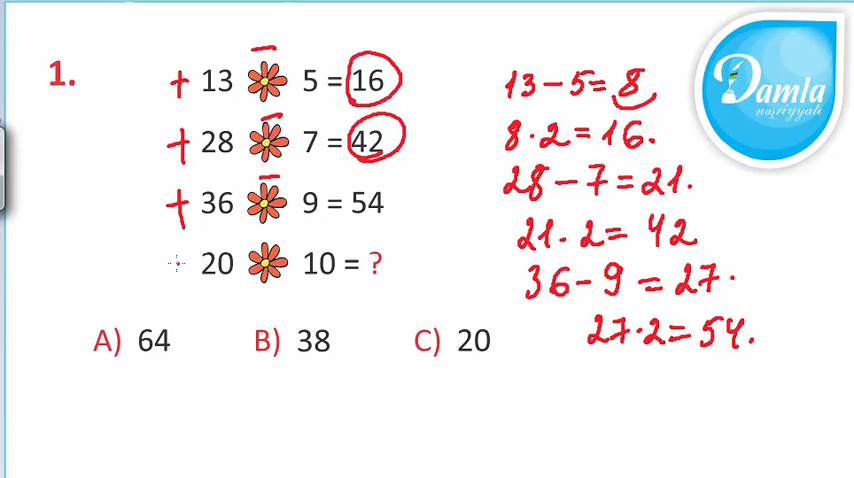 1.
+ 13 5 = 16
+ 28 7 = 42
+ 36 9 = 54
20 10 = ?
A) 64 B) 38 C) 20
13 - 5 = 8
8 · 2 = 16.
28 - 7 = 21.
21 · 2 = 42
36 - 9 = 27.
27 · 2 = 54.
Damla
nəşriyyatı